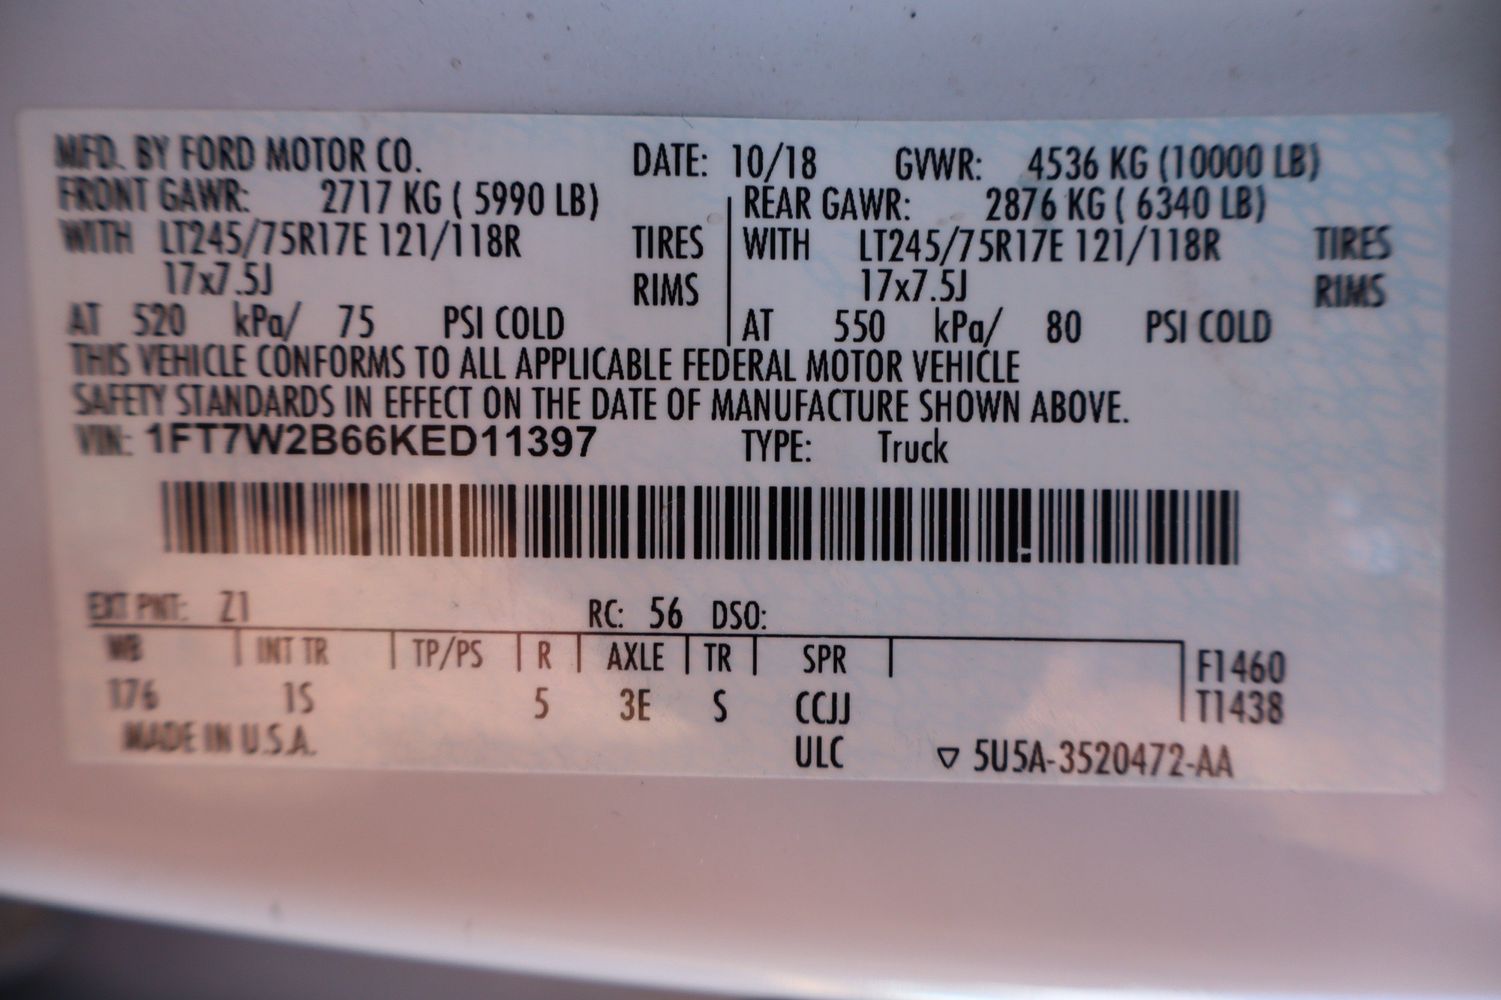 MFD. BY FORD MOTOR CO. DATE: 10/18 GVWR: 4536 KG (10000 LB)
FRONT GAWR: 2717 KG ( 5990 LB) REAR GAWR: 2876 KG ( 6340 LB)
WITH LT245/75R17E 121/118R TIRES WITH LT245/75R17E 121/118R TIRES
17x7.5J RIMS 17x7.5J RIMS
AT 520 kPa/ 75 PSI COLD AT 550 kPa/ 80 PSI COLD
THIS VEHICLE CONFORMS TO ALL APPLICABLE FEDERAL MOTOR VEHICLE
SAFETY STANDARDS IN EFFECT ON THE DATE OF MANUFACTURE SHOWN ABOVE.
VIN: 1FT7W2B66KED11397 TYPE: Truck
EXT PNT: Z1 RC: 56 DSO:
WB INT TR TP/PS R AXLE TR SPR F1460
176 1S 5 3E S CCJJ T1438
MADE IN U.S.A. ULC ▽ 5U5A-3520472-AA